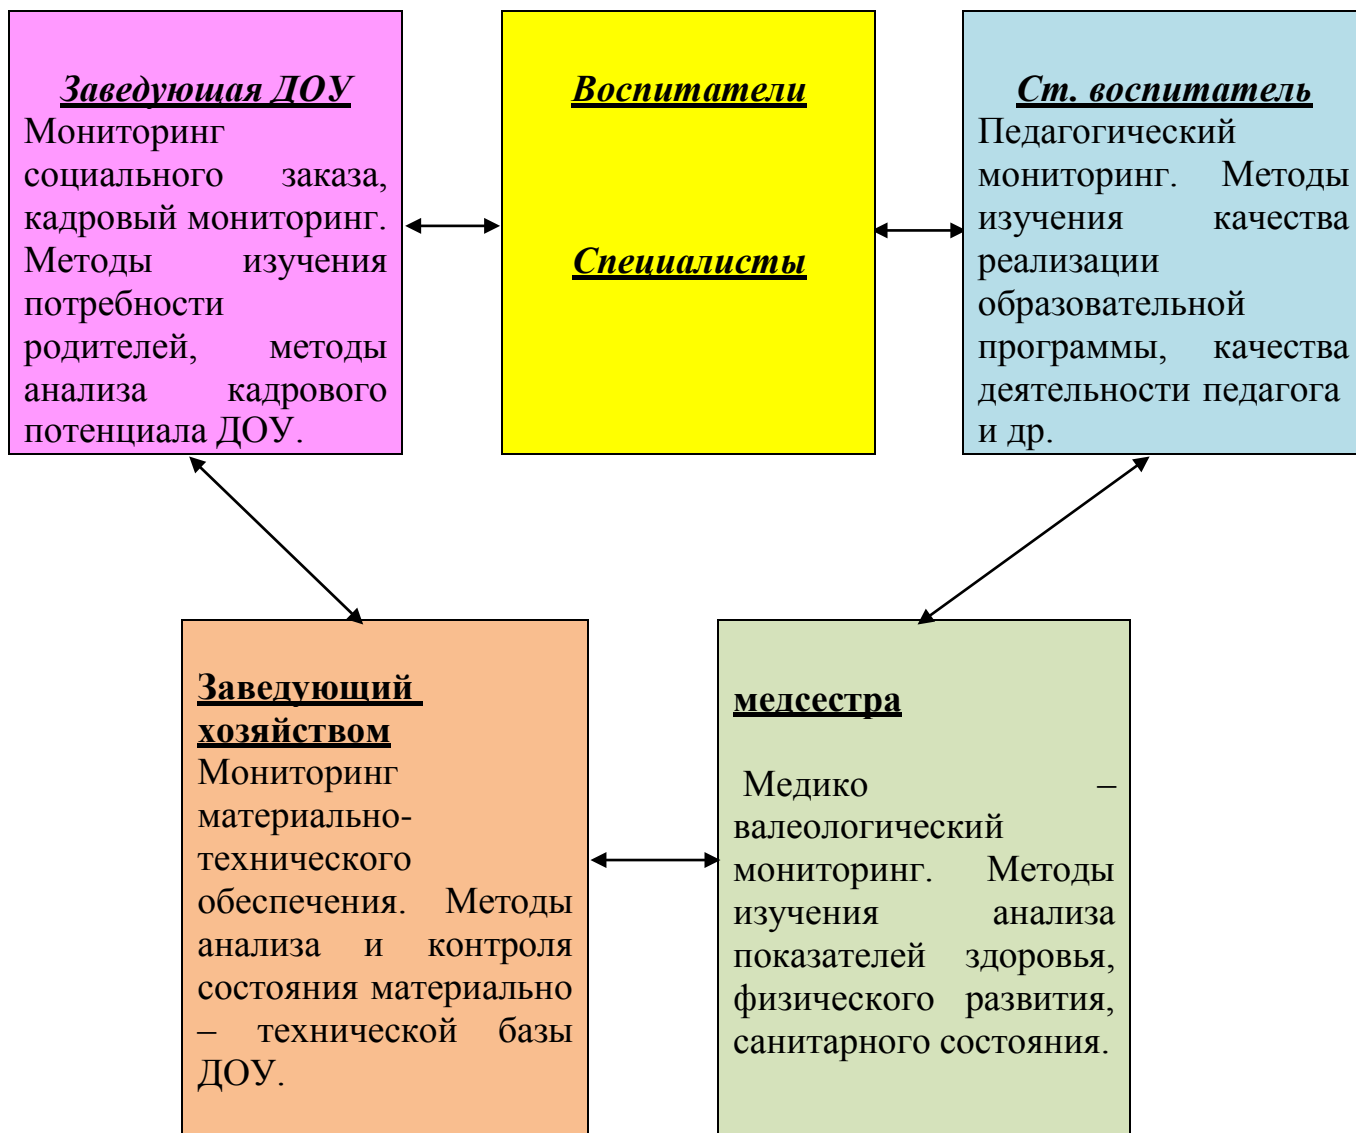 Заведующая ДОУ
Мониторинг
социального заказа,
кадровый мониторинг.
Методы изучения
потребности
родителей, методы
анализа кадрового
потенциала ДОУ.
Воспитатели
Специалисты
Ст. воспитатель
Педагогический
мониторинг. Методы
изучения качества
реализации
образовательной
программы, качества
деятельности педагога
и др.
Заведующий
хозяйством
Мониторинг
материально-
технического
обеспечения. Методы
анализа и контроля
состояния материально
– технической базы
ДОУ.
медсестра
Медико –
валеологический
мониторинг. Методы
изучения анализа
показателей здоровья,
физического развития,
санитарного состояния.